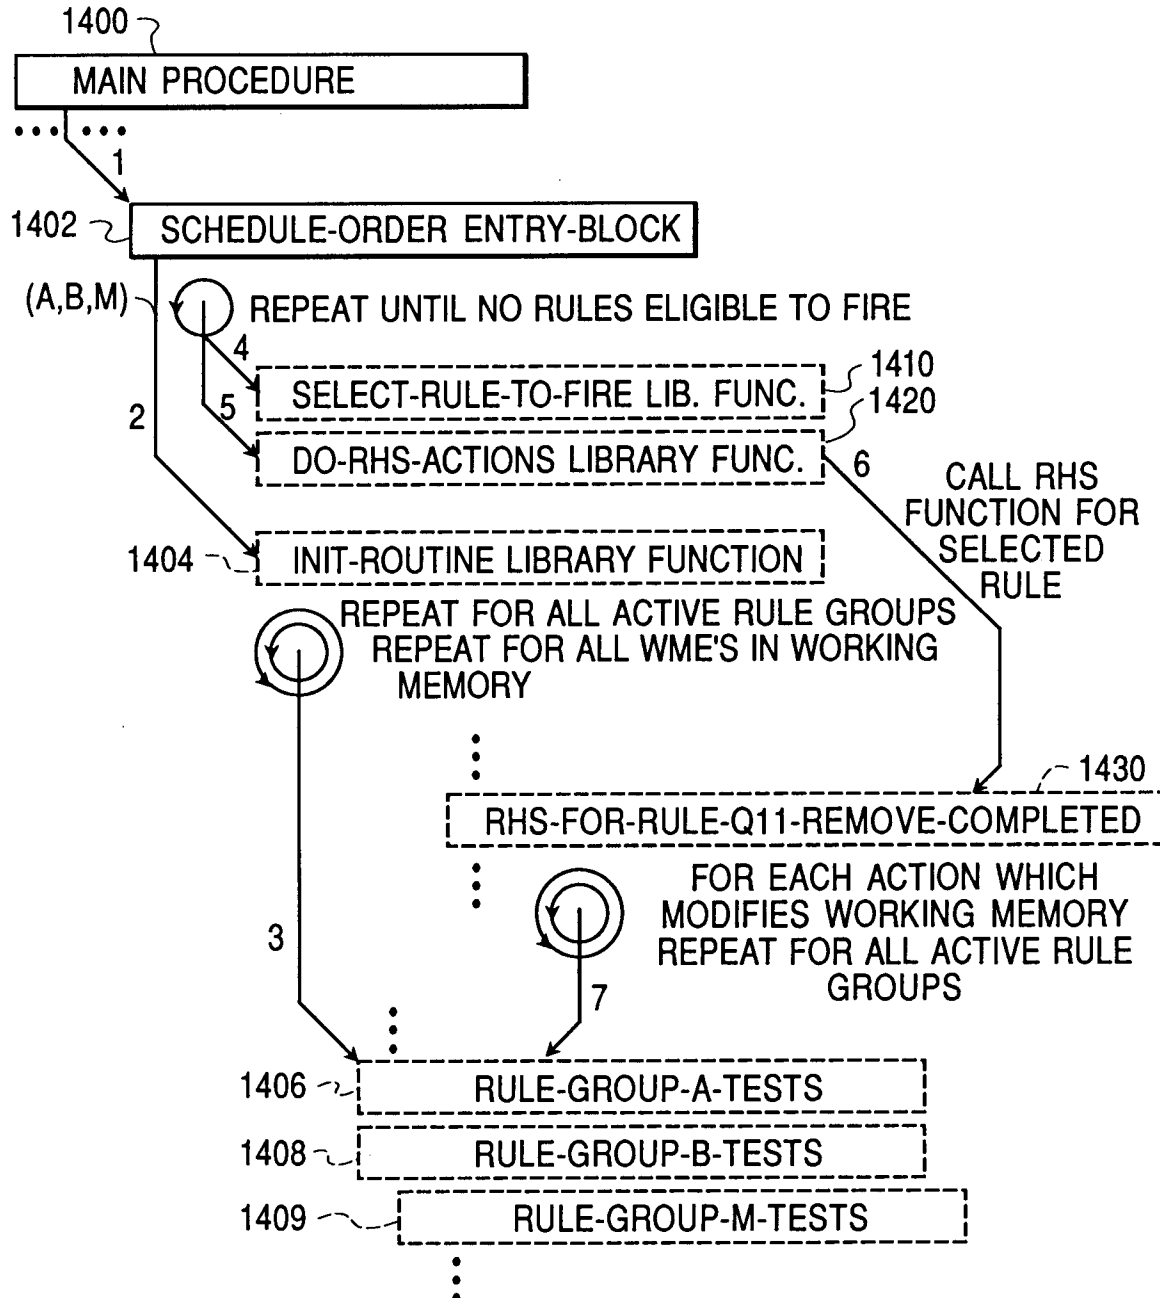 1400
MAIN PROCEDURE
1
1402
SCHEDULE-ORDER ENTRY-BLOCK
(A,B,M)
REPEAT UNTIL NO RULES ELIGIBLE TO FIRE
4
1410
SELECT-RULE-TO-FIRE LIB. FUNC.
1420
2
5
DO-RHS-ACTIONS LIBRARY FUNC.
6
CALL RHS
FUNCTION FOR
SELECTED
RULE
1404
INIT-ROUTINE LIBRARY FUNCTION
REPEAT FOR ALL ACTIVE RULE GROUPS
REPEAT FOR ALL WME'S IN WORKING
MEMORY
1430
RHS-FOR-RULE-Q11-REMOVE-COMPLETED
FOR EACH ACTION WHICH
MODIFIES WORKING MEMORY
REPEAT FOR ALL ACTIVE RULE
GROUPS
3
7
1406
RULE-GROUP-A-TESTS
1408
RULE-GROUP-B-TESTS
1409
RULE-GROUP-M-TESTS